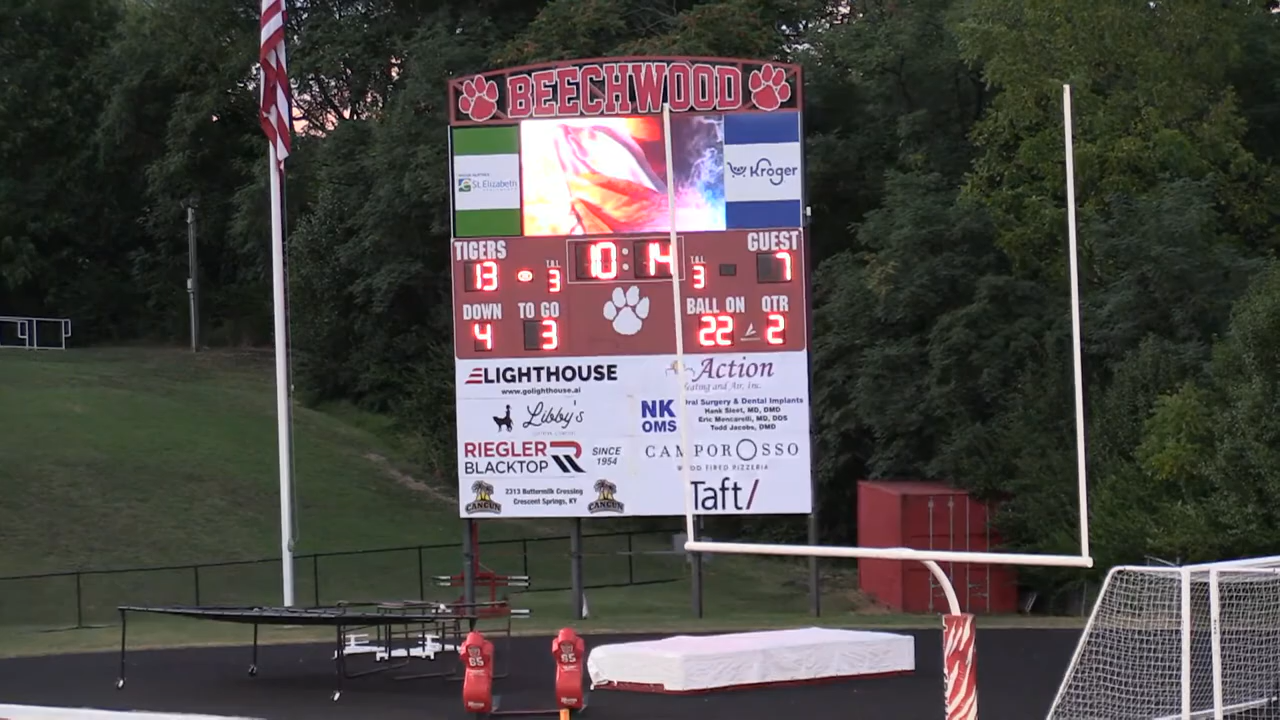 BEECHWOOD
St. Elizabeth
Kroger
TIGERS
GUEST
13 T.O.L. 3 10:14 T.O.L. 3 7
DOWN TO GO BALL ON QTR
4 3 22 2
LIGHTHOUSE
www.golighthouse.ai
Action
Heating and Air, Inc.
Libby's
NK
OMS
Oral Surgery & Dental Implants
Hank Sleet, MD, DMD
Eric Mencarelli, MD, DDS
Todd Jacobs, DMD
RIEGLER
BLACKTOP
SINCE
1954
CAMPOROSSO
WOOD FIRED PIZZERIA
CANCUN
2313 Buttermilk Crossing
Crescent Springs, KY
CANCUN
Taft/
65
65